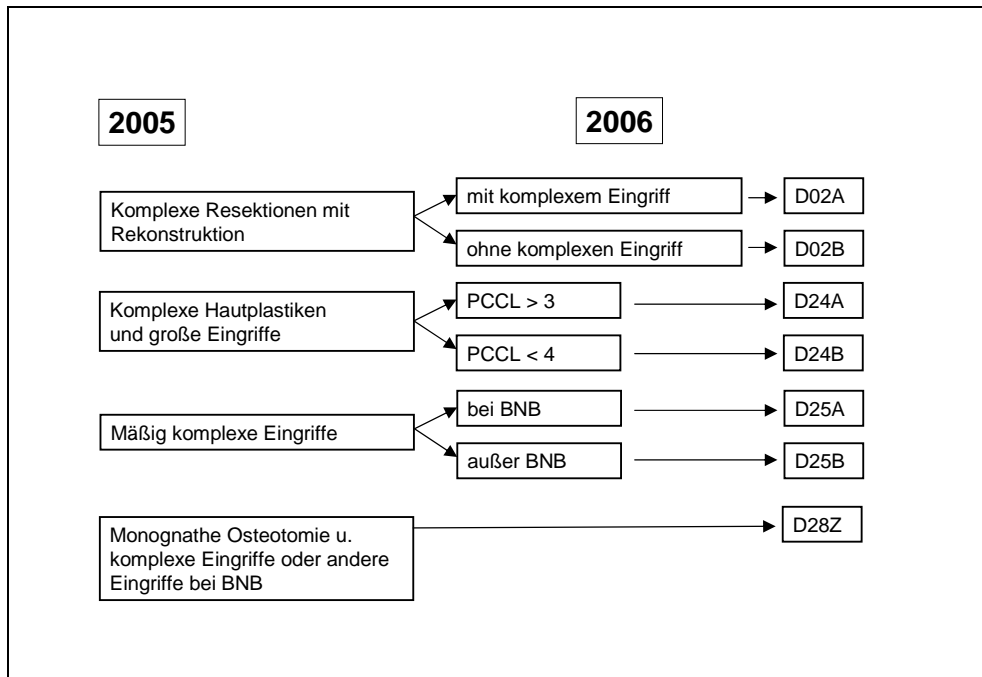 2005
2006
Komplexe Resektionen mit
Rekonstruktion
mit komplexem Eingriff
D02A
ohne komplexen Eingriff
D02B
Komplexe Hautplastiken
und große Eingriffe
PCCL > 3
D24A
PCCL < 4
D24B
Mäßig komplexe Eingriffe
bei BNB
D25A
außer BNB
D25B
Monognathe Osteotomie u.
komplexe Eingriffe oder andere
Eingriffe bei BNB
D28Z